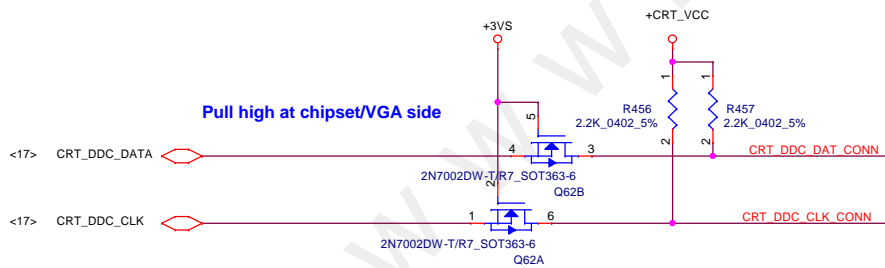 +3VS
+CRT_VCC
Pull high at chipset/VGA side
1 1
R456 R457
2.2K_0402_5% 2.2K_0402_5%
5
2 2
<17> CRT_DDC_DATA 4 3 CRT_DDC_DAT_CONN
2N7002DW-T/R7_SOT363-6
2 Q62B
<17> CRT_DDC_CLK 1 6 CRT_DDC_CLK_CONN
2N7002DW-T/R7_SOT363-6
Q62A
W W W